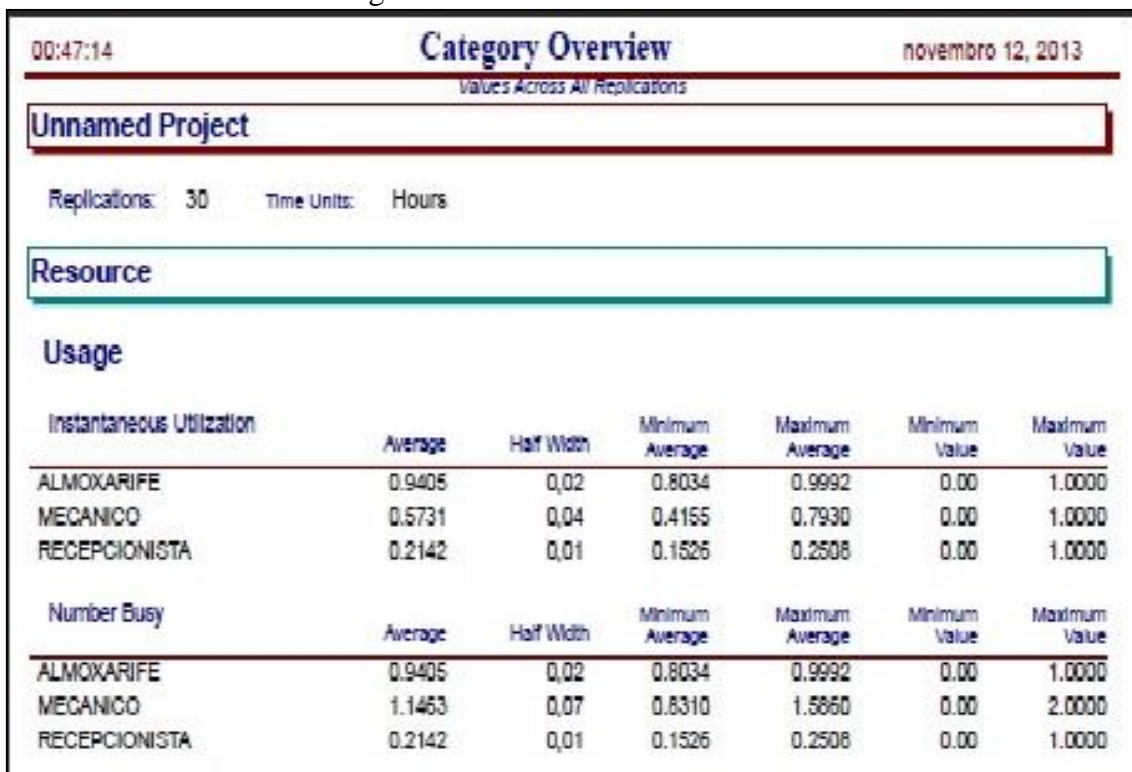 00:47:14 Category Overview novembro 12, 2013
Values Across All Replications
Unnamed Project
Replications: 30 Time Units: Hours
Resource
Usage
Instantaneous Utilization Average Half Width Minimum Average Maximum Average Minimum Value Maximum Value
ALMOXARIFE 0.9405 0,02 0.8034 0.9992 0.00 1.0000
MECANICO 0.5731 0,04 0.4155 0.7930 0.00 1.0000
RECEPCIONISTA 0.2142 0,01 0.1526 0.2508 0.00 1.0000
Number Busy Average Half Width Minimum Average Maximum Average Minimum Value Maximum Value
ALMOXARIFE 0.9405 0,02 0.8034 0.9992 0.00 1.0000
MECANICO 1.1463 0,07 0.8310 1.5860 0.00 2.0000
RECEPCIONISTA 0.2142 0,01 0.1526 0.2508 0.00 1.0000